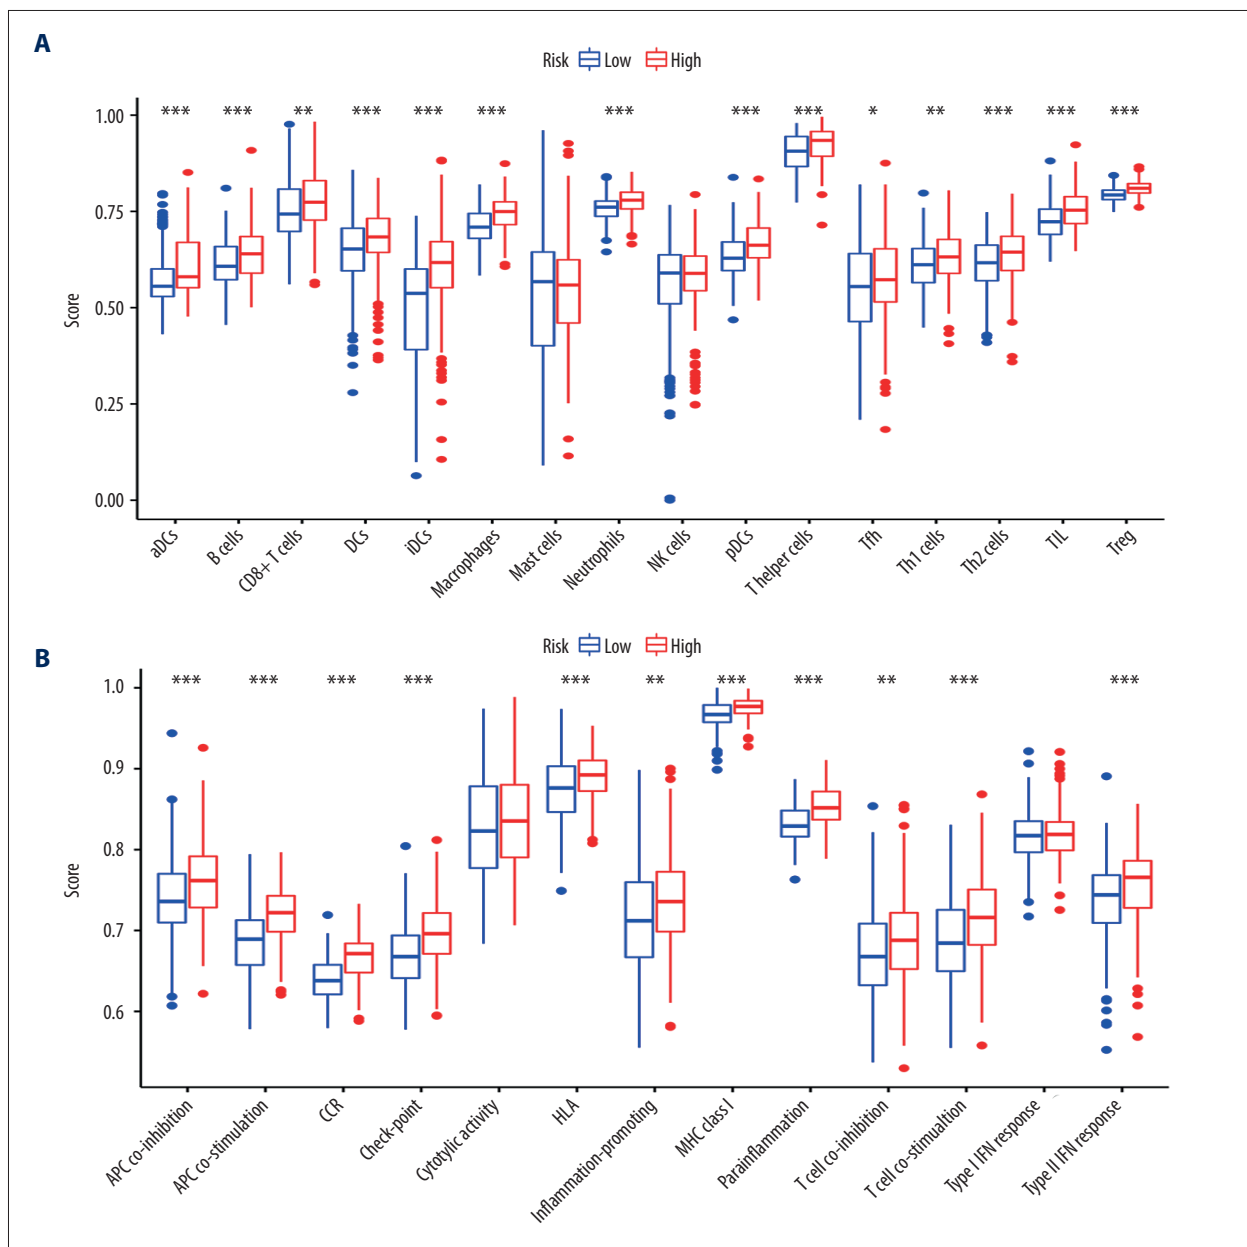 A
Risk Low High
*** *** ** *** *** *** *** *** *** * ** *** *** ***
1.00
0.75
0.50
0.25
0.00
Score
aDCs
B cells
CD8+ T cells
DCs
iDCs
Macrophages
Mast cells
Neutrophils
NK cells
pDCs
T helper cells
Tfh
Th1 cells
Th2 cells
TIL
Treg
B
Risk Low High
*** *** *** *** *** ** *** *** ** *** ***
1.0
0.9
0.8
0.7
0.6
Score
APC co-inhibition
APC co-stimulation
CCR
Check-point
Cytotylic activity
HLA
Inflammation-promoting
MHC class I
Parainflammation
T cell co-inhibition
T cell co-stimualtion
Type I IFN response
Type II IFN response